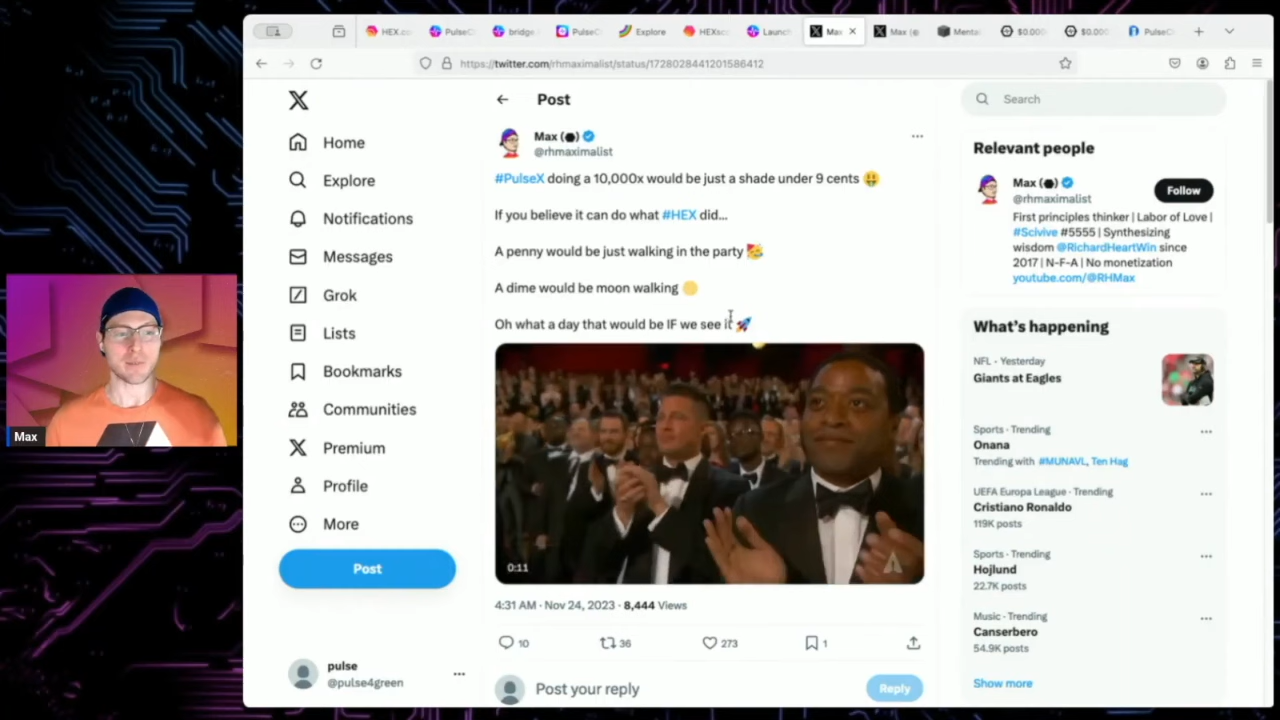 HEX.co
PulseC
bridge
PulseC
Explore
HEXsc
Launch
Max
Max (
Menta
$0.000
$0.000
PulseC
https://twitter.com/rhmaximalist/status/1728028441201586412
Home
Explore
Notifications
Messages
Grok
Lists
Bookmarks
Communities
Premium
Profile
More
Post
pulse
@pulse4green
Post
Max (⬣)
@rhmaximalist
#PulseX doing a 10,000x would be just a shade under 9 cents 🤑
If you believe it can do what #HEX did...
A penny would be just walking in the party 🥳
A dime would be moon walking 🌕
Oh what a day that would be IF we see it 🚀
0:11
4:31 AM · Nov 24, 2023 · 8,444 Views
10
36
273
1
Post your reply
Reply
Search
Relevant people
Max (⬣)
@rhmaximalist
Follow
First principles thinker | Labor of Love |
#Scivive #5555 | Synthesizing
wisdom @RichardHeartWin since
2017 | N-F-A | No monetization
youtube.com/@RHMax
What's happening
NFL · Yesterday
Giants at Eagles
Sports · Trending
Onana
Trending with #MUNAVL, Ten Hag
UEFA Europa League · Trending
Cristiano Ronaldo
119K posts
Sports · Trending
Hojlund
22.7K posts
Music · Trending
Canserbero
54.9K posts
Show more
Max